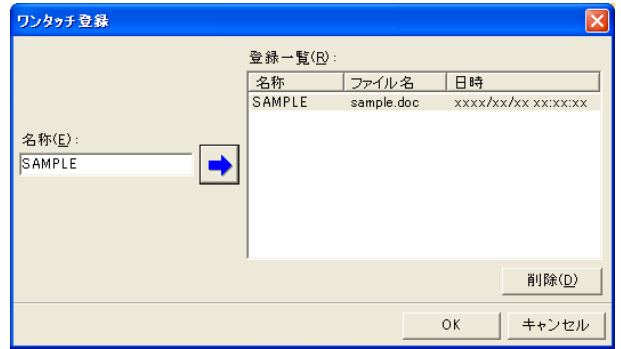 ワンタッチ登録
登録一覧(R):
名称 ファイル名 日時
SAMPLE sample.doc xxxx/xx/xx xx:xx:xx
名称(E):
SAMPLE
削除(D)
OK キャンセル